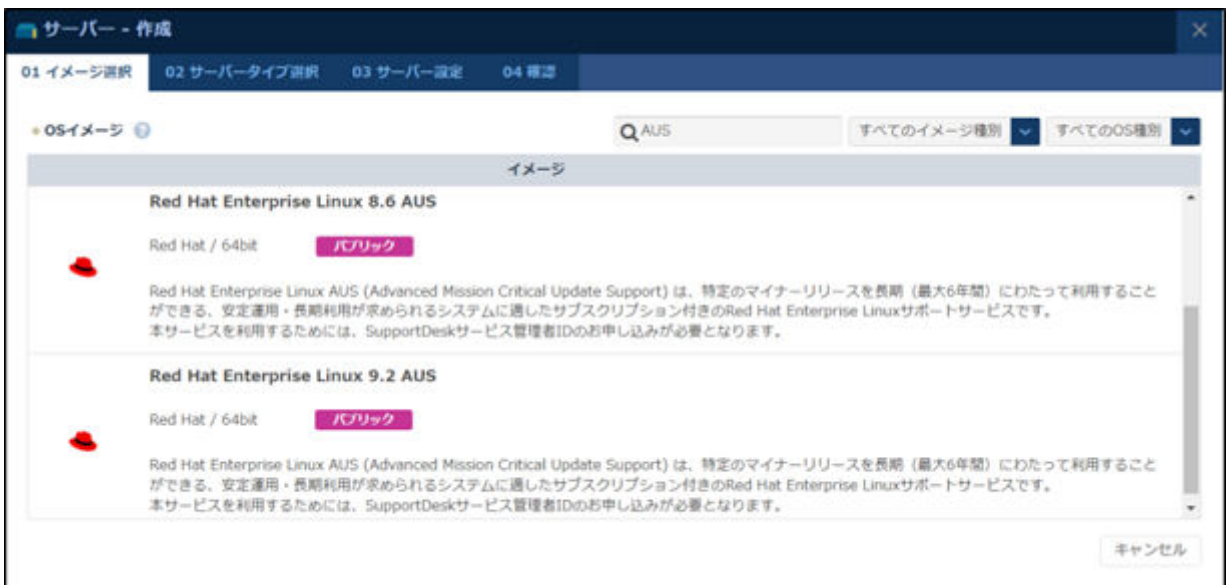 サーバー - 作成
01 イメージ選択 02 サーバータイプ選択 03 サーバー設定 04 確認
OSイメージ AUS すべてのイメージ種別 すべてのOS種別
イメージ
Red Hat Enterprise Linux 8.6 AUS
Red Hat / 64bit パブリック
Red Hat Enterprise Linux AUS (Advanced Mission Critical Update Support) は、特定のマイナーリリースを長期（最大6年間）にわたって利用すること
ができる、安定運用・長期利用が求められるシステムに適したサブスクリプション付きのRed Hat Enterprise Linuxサポートサービスです。
本サービスを利用するためには、SupportDeskサービス管理者IDのお申し込みが必要となります。
Red Hat Enterprise Linux 9.2 AUS
Red Hat / 64bit パブリック
Red Hat Enterprise Linux AUS (Advanced Mission Critical Update Support) は、特定のマイナーリリースを長期（最大6年間）にわたって利用すること
ができる、安定運用・長期利用が求められるシステムに適したサブスクリプション付きのRed Hat Enterprise Linuxサポートサービスです。
本サービスを利用するためには、SupportDeskサービス管理者IDのお申し込みが必要となります。
キャンセル